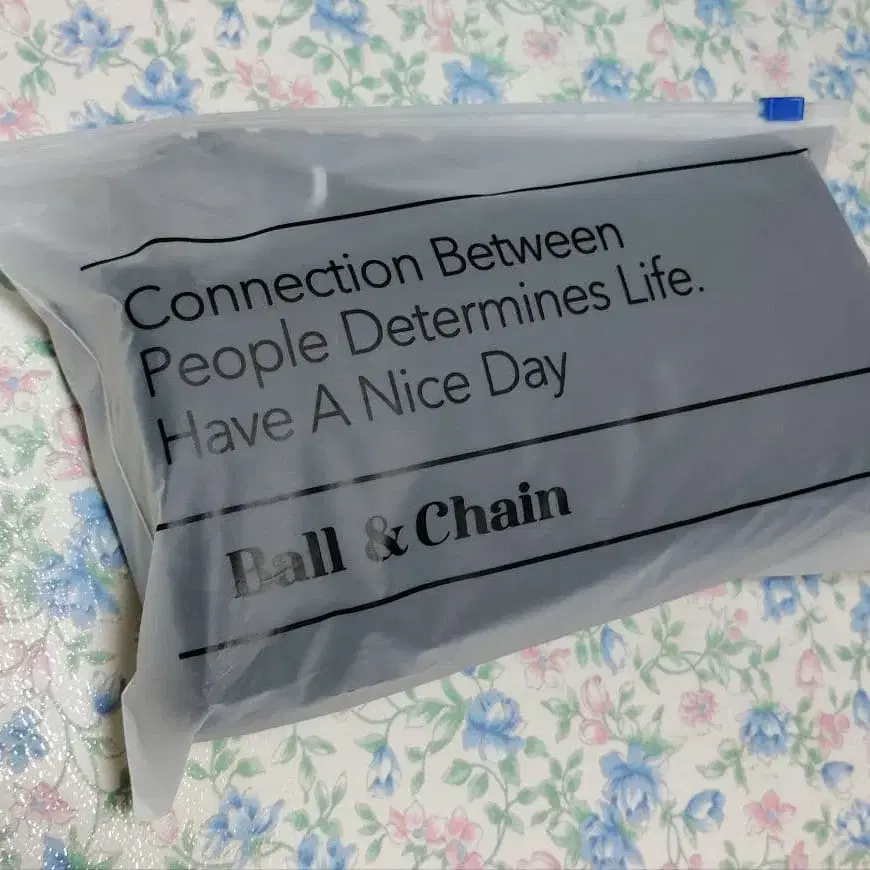 Connection Between
People Determines Life.
Have A Nice Day
Ball & Chain